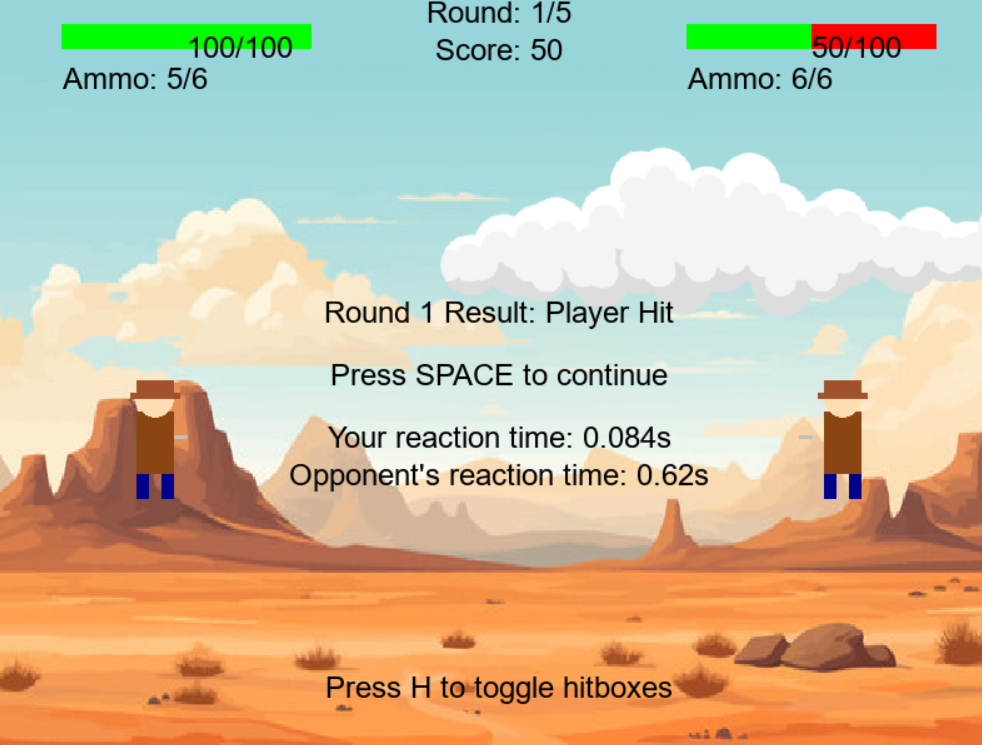 Round: 1/5
100/100
Score: 50
50/100
Ammo: 5/6
Ammo: 6/6
Round 1 Result: Player Hit
Press SPACE to continue
Your reaction time: 0.084s
Opponent's reaction time: 0.62s
Press H to toggle hitboxes